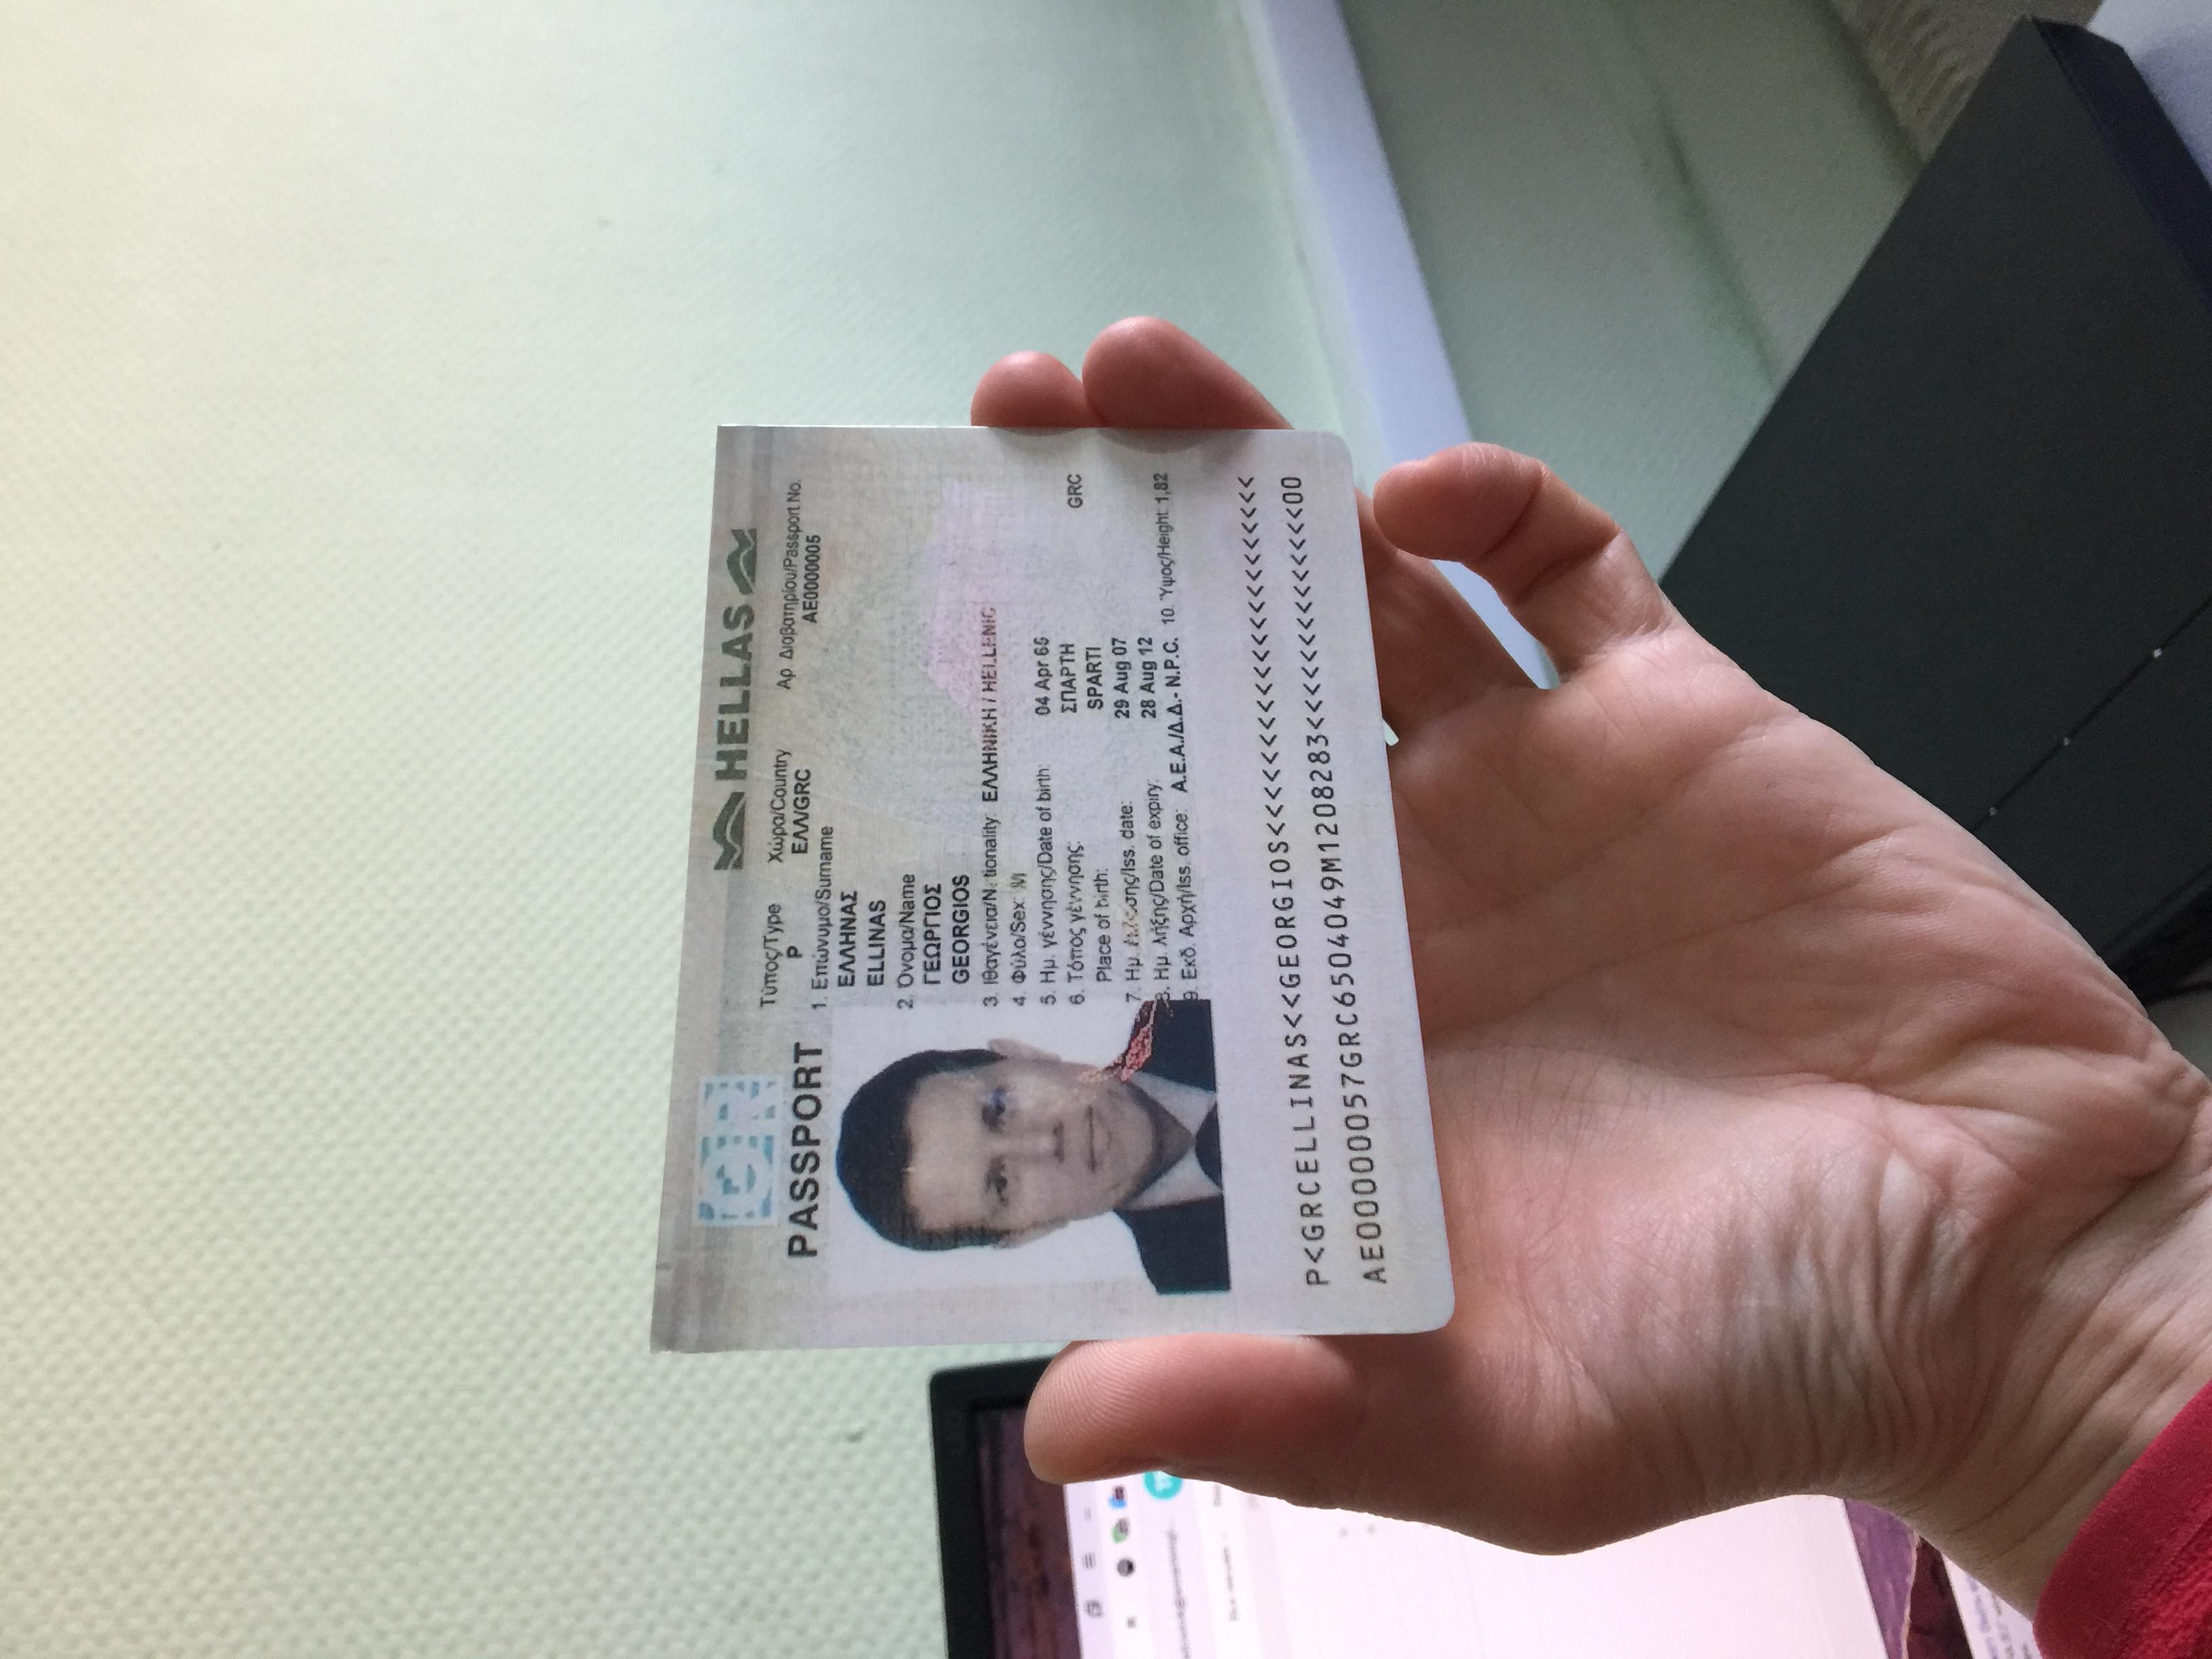 GR
HELLAS
PASSPORT
Τύπος/Type Χώρα/Country Αρ. Διαβατηρίου/Passport No.
P ΕΛΛ/GRC AE0000005
1. Επώνυμο/Surname
ΕΛΛΗΝΑΣ
ELLINAS
2. Όνομα/Name
ΓΕΩΡΓΙΟΣ
GEORGIOS
3. Ιθαγένεια/Nationality: ΕΛΛΗΝΙΚΗ / HELLENIC
4. Φύλο/Sex: M
5. Ημ. γέννησης/Date of birth: 04 Apr 65
6. Τόπος γέννησης: ΣΠΑΡΤΗ GRC
Place of birth: SPARTI
7. Ημ. έκδοσης/Iss. date: 29 Aug 07
8. Ημ. λήξης/Date of expiry: 28 Aug 12
9. Εκδ. Αρχή/Iss. office: Α.Ε.Α./Δ.Δ.- N.P.C. 10. Ύψος/Height: 1,82
P<GRCELLINAS<<GEORGIOS<<<<<<<<<<<<<<<<<<<<<<
AE00000057GRC6504049M1208283<<<<<<<<<<<<<<00